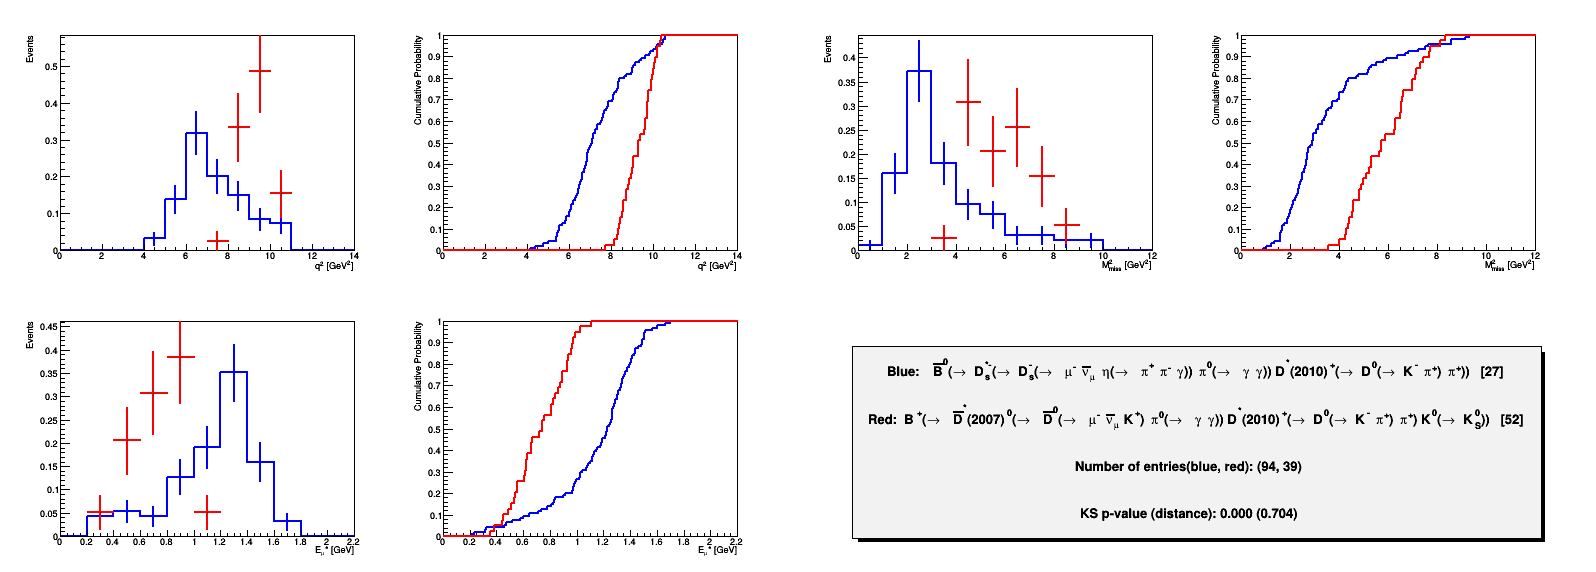 Events
0.5
0.4
0.3
0.2
0.1
0
0 2 4 6 8 10 12 14
q² [GeV²]
Cumulative Probability
1
0.9
0.8
0.7
0.6
0.5
0.4
0.3
0.2
0.1
0
0 2 4 6 8 10 12 14
q² [GeV²]
Events
0.4
0.35
0.3
0.25
0.2
0.15
0.1
0.05
0
0 2 4 6 8 10 12
M²miss [GeV²]
Cumulative Probability
1
0.9
0.8
0.7
0.6
0.5
0.4
0.3
0.2
0.1
0
0 2 4 6 8 10 12
M²miss [GeV²]
Events
0.45
0.4
0.35
0.3
0.25
0.2
0.15
0.1
0.05
0
0 0.2 0.4 0.6 0.8 1 1.2 1.4 1.6 1.8 2 2.2
Eμ* [GeV]
Cumulative Probability
1
0.9
0.8
0.7
0.6
0.5
0.4
0.3
0.2
0.1
0
0 0.2 0.4 0.6 0.8 1 1.2 1.4 1.6 1.8 2 2.2
Eμ* [GeV]
Blue: B̅⁰(→ Dₛ*⁻(→ Dₛ⁻(→ μ⁻ ν̅μ η(→ π⁺ π⁻ γ)) π⁰(→ γ γ)) D*(2010)⁺(→ D⁰(→ K⁻ π⁺) π⁺)) [27]
Red: B⁺(→ D̅*(2007)⁰(→ D̅⁰(→ μ⁻ ν̅μ K⁺) π⁰(→ γ γ)) D*(2010)⁺(→ D⁰(→ K⁻ π⁺) π⁺) K⁰(→ K⁰S)) [52]
Number of entries(blue, red): (94, 39)
KS p-value (distance): 0.000 (0.704)